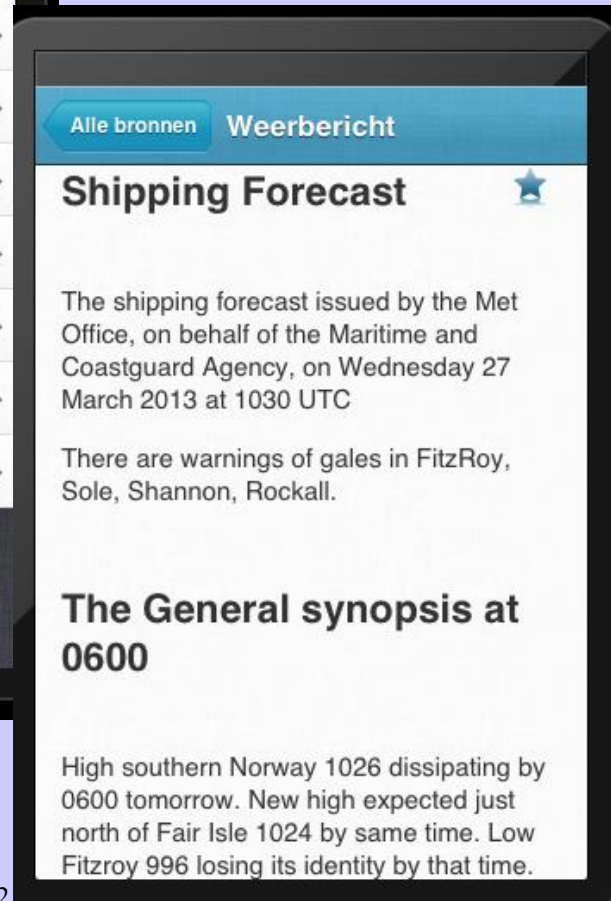 Alle bronnen Weerbericht
Shipping Forecast
The shipping forecast issued by the Met
Office, on behalf of the Maritime and
Coastguard Agency, on Wednesday 27
March 2013 at 1030 UTC
There are warnings of gales in FitzRoy,
Sole, Shannon, Rockall.
The General synopsis at
0600
High southern Norway 1026 dissipating by
0600 tomorrow. New high expected just
north of Fair Isle 1024 by same time. Low
Fitzroy 996 losing its identity by that time.
2